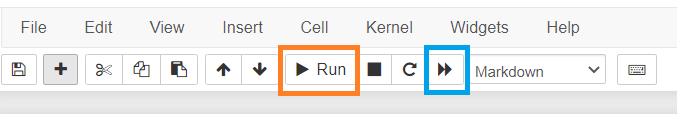 File Edit View Insert Cell Kernel Widgets Help
Run Markdown